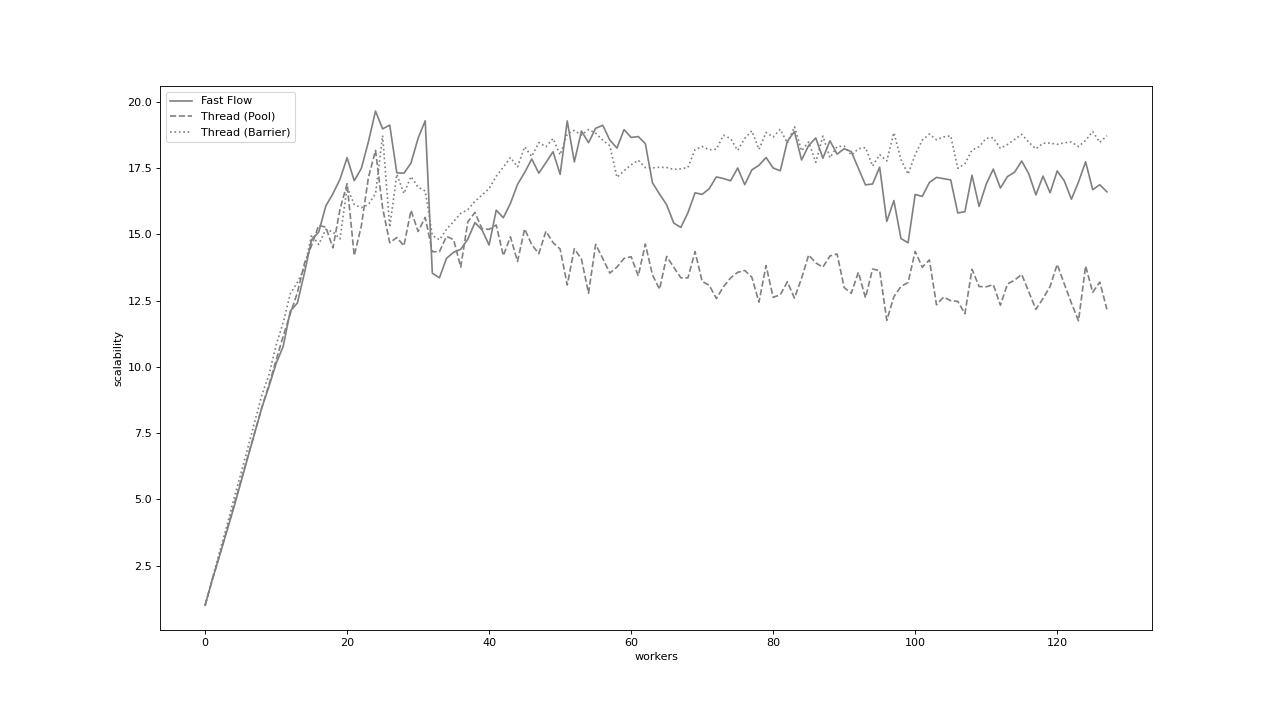 Fast Flow
Thread (Pool)
Thread (Barrier)
20.0
17.5
15.0
12.5
10.0
7.5
5.0
2.5
scalability
0 20 40 60 80 100 120
workers